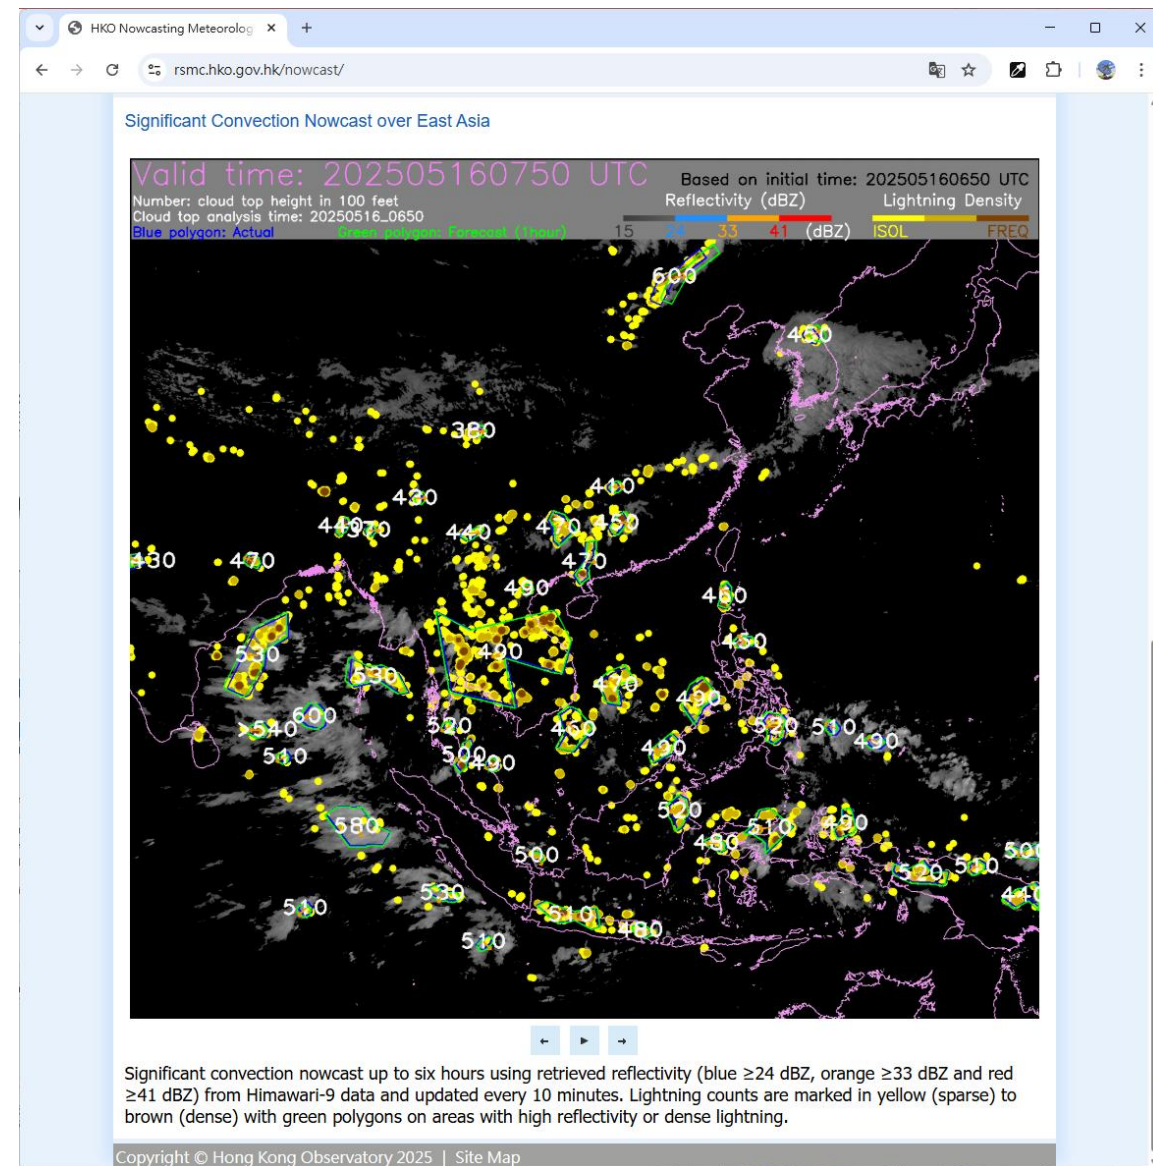 HKO Nowcasting Meteorolog
rsmc.hko.gov.hk/nowcast/
Significant Convection Nowcast over East Asia
Valid time: 202505160750 UTC
Based on initial time: 202505160650 UTC
Number: cloud top height in 100 feet
Reflectivity (dBZ)
Lightning Density
Cloud top analysis time: 20250516_0650
Blue polygon: Actual
Green polygon: Forecast (1hour)
15 24 33 41 (dBZ)
ISOL FREQ
600
450
380
430
410
440
370
440
470
450
430
470
470
490
460
530
490
450
530
470
490
600
>540
520
460
520
510
490
510
500
490
490
580
520
510
490
480
500
500
530
520
510
440
510
510
480
510
Significant convection nowcast up to six hours using retrieved reflectivity (blue ≥24 dBZ, orange ≥33 dBZ and red
≥41 dBZ) from Himawari-9 data and updated every 10 minutes. Lightning counts are marked in yellow (sparse) to
brown (dense) with green polygons on areas with high reflectivity or dense lightning.
Copyright © Hong Kong Observatory 2025 | Site Map